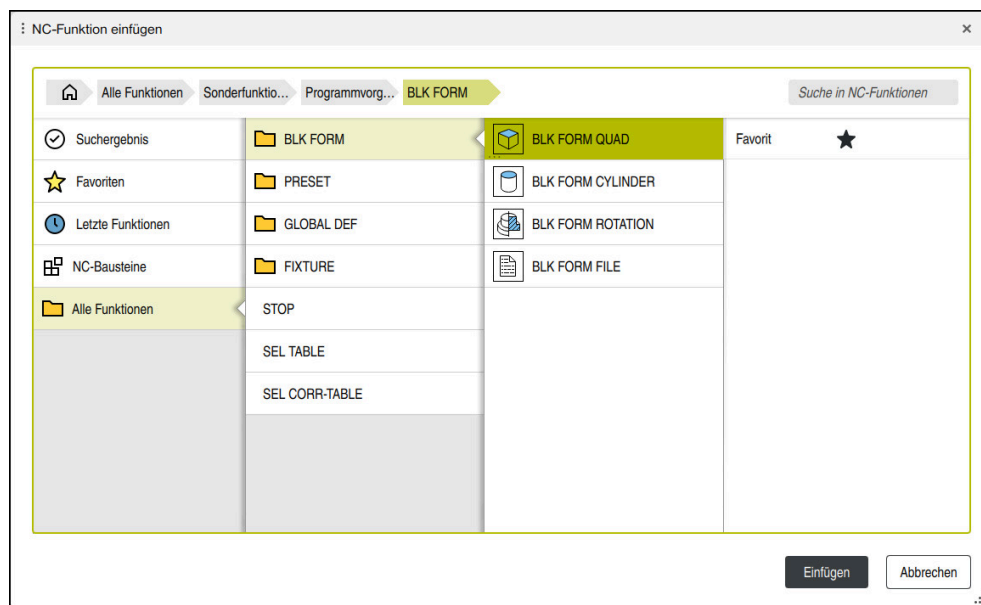 NC-Funktion einfügen
Alle Funktionen
Sonderfunktio...
Programmvorg...
BLK FORM
Suche in NC-Funktionen
Suchergebnis
Favoriten
Letzte Funktionen
NC-Bausteine
Alle Funktionen
BLK FORM
PRESET
GLOBAL DEF
FIXTURE
STOP
SEL TABLE
SEL CORR-TABLE
BLK FORM QUAD
BLK FORM CYLINDER
BLK FORM ROTATION
BLK FORM FILE
Favorit
Einfügen
Abbrechen